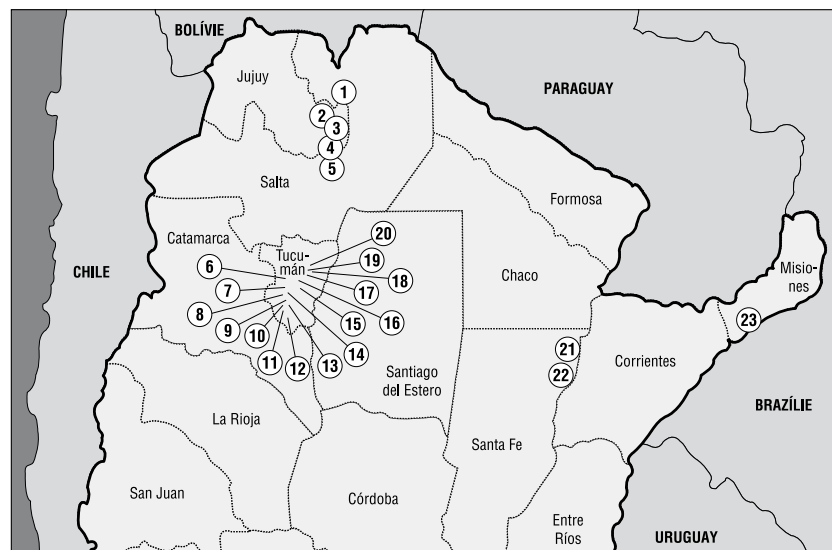 BOLÍVIE
Jujuy
1
PARAGUAY
2
3
4
5
Salta
Formosa
Catamarca
20
Tucu-
mán
19
6
18
CHILE
Chaco
Misio-
nes
7
17
8
9
10
15
16
23
21
11
12
13
14
22
Corrientes
Santiago
del Estero
BRAZÍLIE
La Rioja
Santa Fe
San Juan
Córdoba
Entre
Ríos
URUGUAY